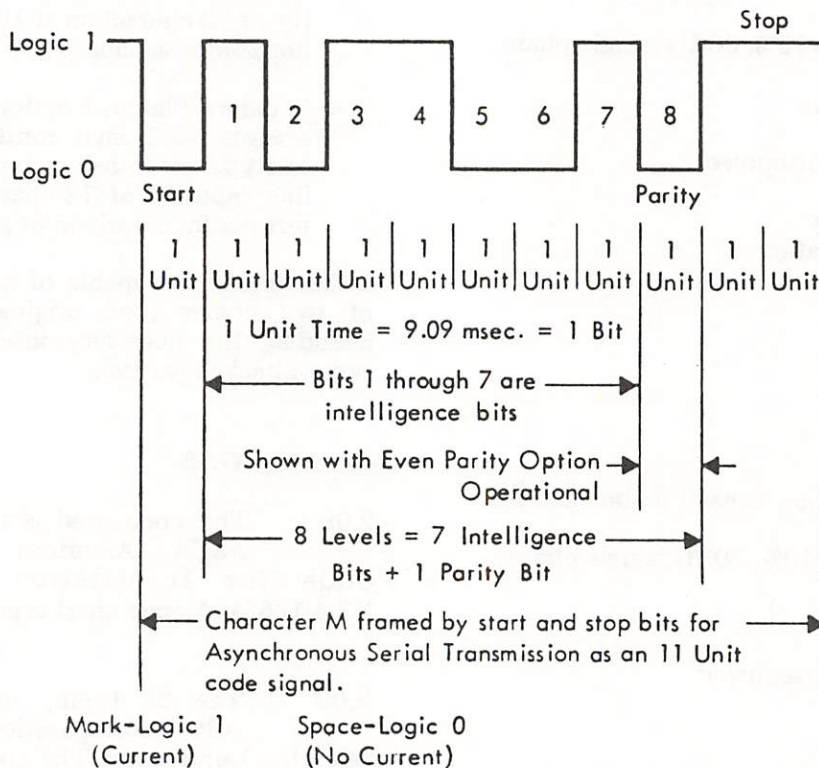 Stop
Logic 1
1 2 3 4 5 6 7 8
Logic 0
Start Parity
1 1 1 1 1 1 1 1 1 1 1
Unit Unit Unit Unit Unit Unit Unit Unit Unit Unit Unit
1 Unit Time = 9.09 msec. = 1 Bit
Bits 1 through 7 are
intelligence bits
Shown with Even Parity Option
Operational
8 Levels = 7 Intelligence
Bits + 1 Parity Bit
Character M framed by start and stop bits for
Asynchronous Serial Transmission as an 11 Unit
code signal.
Mark-Logic 1 Space-Logic 0
(Current) (No Current)